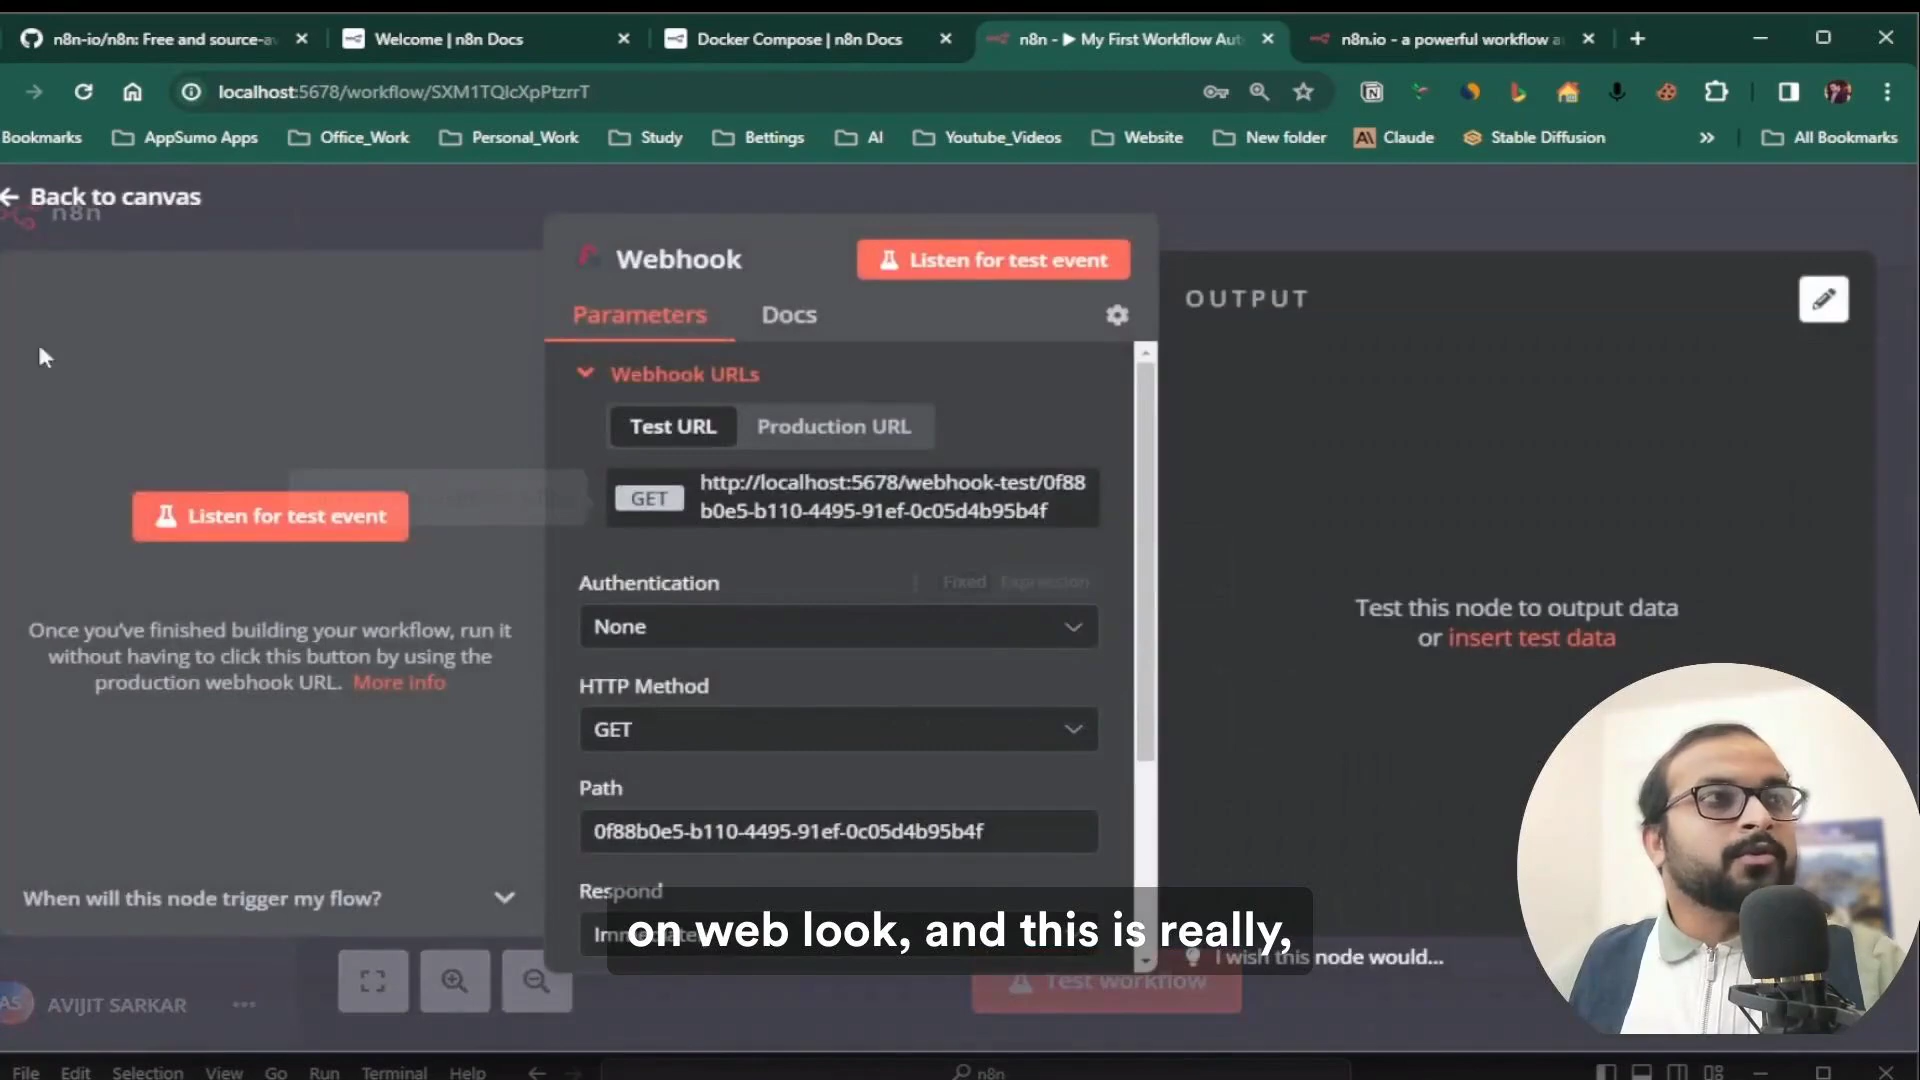 n8n-io/n8n: Free and source-av
Welcome | n8n Docs
Docker Compose | n8n Docs
n8n - ▶ My First Workflow Aut
n8n.io - a powerful workflow a
localhost:5678/workflow/SXM1TQlcXpPtzrrT
Bookmarks
AppSumo Apps
Office_Work
Personal_Work
Study
Bettings
AI
Youtube_Videos
Website
New folder
Claude
Stable Diffusion
All Bookmarks
Back to canvas
n8n
Webhook
Listen for test event
Parameters
Docs
OUTPUT
Webhook URLs
Test URL
Production URL
GET
http://localhost:5678/webhook-test/0f88
b0e5-b110-4495-91ef-0c05d4b95b4f
Listen for test event
Once you've finished building your workflow, run it
without having to click this button by using the
production webhook URL. More info
Authentication
Fixed Expression
None
HTTP Method
GET
Path
0f88b0e5-b110-4495-91ef-0c05d4b95b4f
Respond
Immediately
Test this node to output data
or insert test data
When will this node trigger my flow?
on web look, and this is really,
I wish this node would...
Test workflow
AS
AVIJIT SARKAR
File Edit Selection View Go Run Terminal Help
n8n